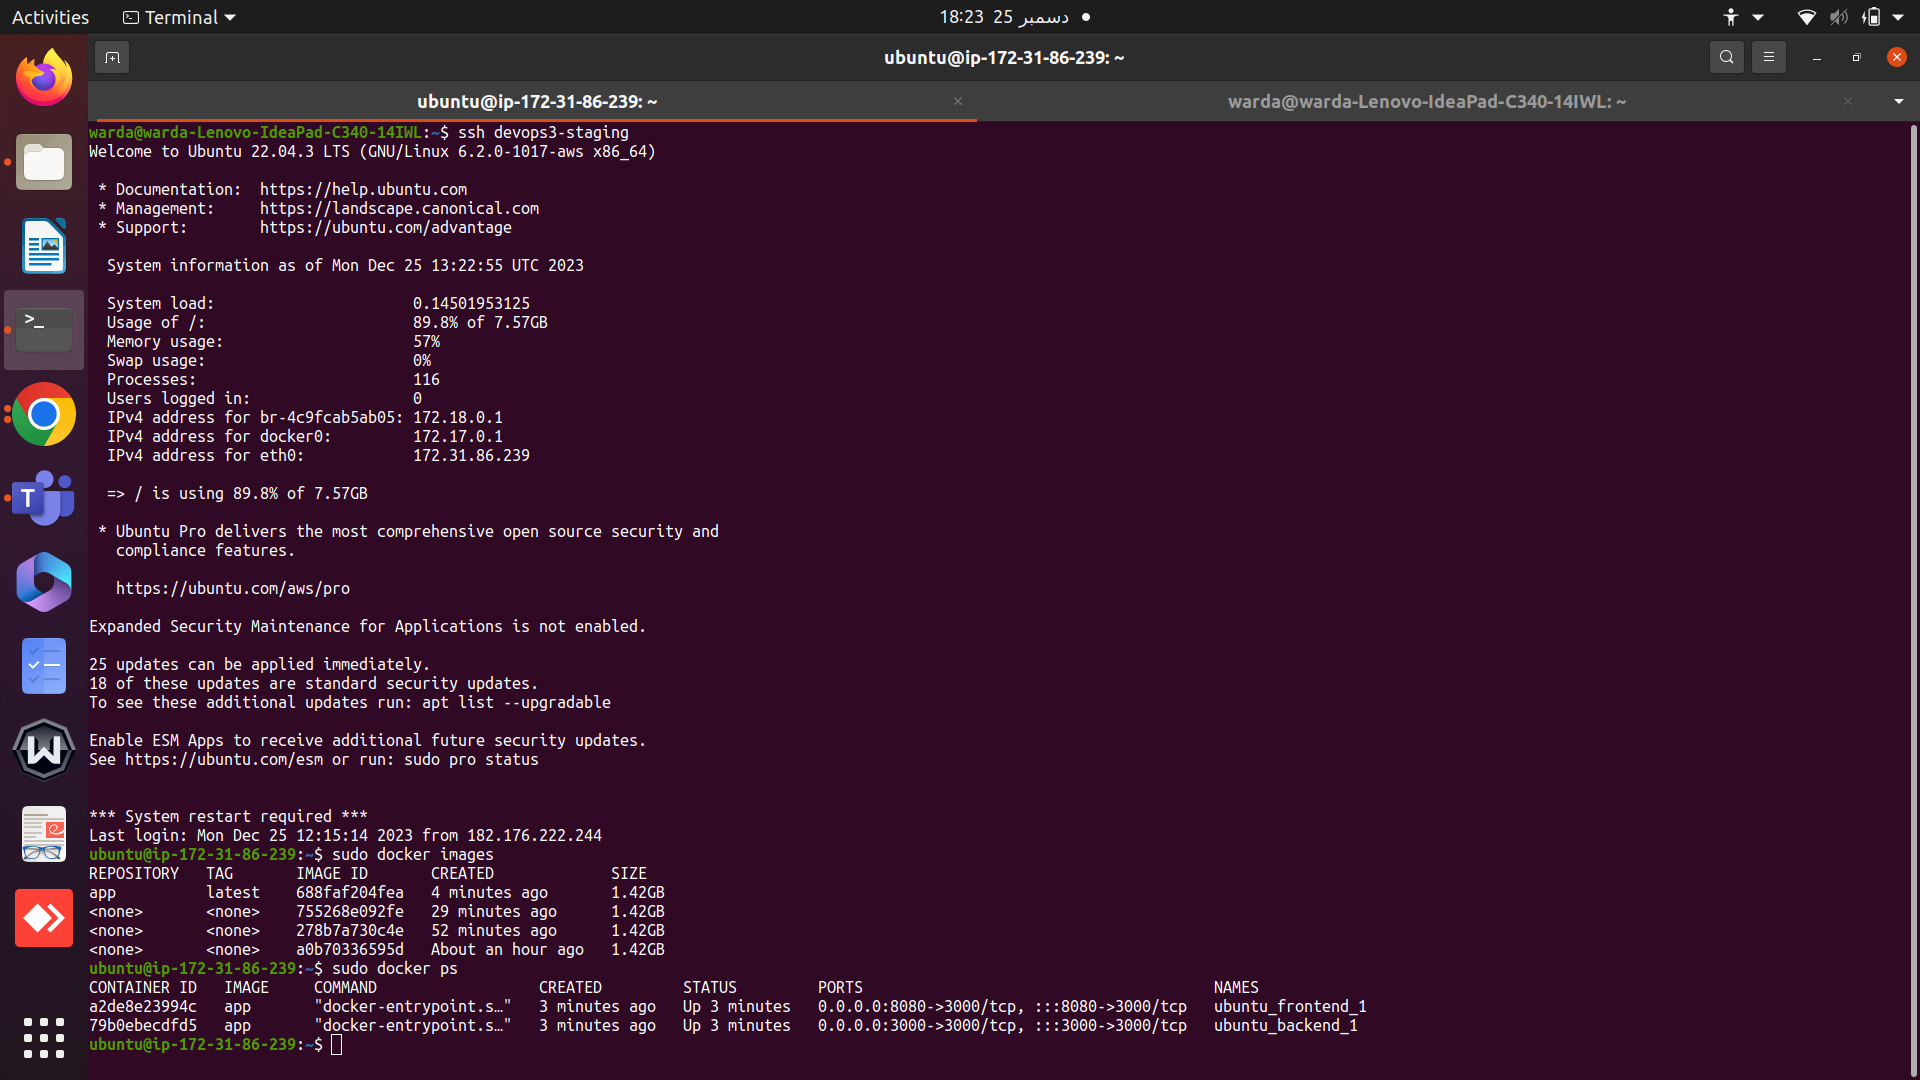 Activities
Terminal
18:23 25 دسمبر
ubuntu@ip-172-31-86-239: ~
ubuntu@ip-172-31-86-239: ~
warda@warda-Lenovo-IdeaPad-C340-14IWL: ~
warda@warda-Lenovo-IdeaPad-C340-14IWL:~$ ssh devops3-staging
Welcome to Ubuntu 22.04.3 LTS (GNU/Linux 6.2.0-1017-aws x86_64)
* Documentation:  https://help.ubuntu.com
* Management:     https://landscape.canonical.com
* Support:        https://ubuntu.com/advantage
System information as of Mon Dec 25 13:22:55 UTC 2023
System load:                      0.14501953125
Usage of /:                       89.8% of 7.57GB
Memory usage:                     57%
Swap usage:                       0%
Processes:                        116
Users logged in:                  0
IPv4 address for br-4c9fcab5ab05: 172.18.0.1
IPv4 address for docker0:         172.17.0.1
IPv4 address for eth0:            172.31.86.239
=> / is using 89.8% of 7.57GB
* Ubuntu Pro delivers the most comprehensive open source security and
compliance features.
https://ubuntu.com/aws/pro
Expanded Security Maintenance for Applications is not enabled.
25 updates can be applied immediately.
18 of these updates are standard security updates.
To see these additional updates run: apt list --upgradable
Enable ESM Apps to receive additional future security updates.
See https://ubuntu.com/esm or run: sudo pro status
*** System restart required ***
Last login: Mon Dec 25 12:15:14 2023 from 182.176.222.244
ubuntu@ip-172-31-86-239:~$ sudo docker images
REPOSITORY   TAG       IMAGE ID       CREATED             SIZE
app          latest    688faf204fea   4 minutes ago       1.42GB
<none>       <none>    755268e092fe   29 minutes ago      1.42GB
<none>       <none>    278b7a730c4e   52 minutes ago      1.42GB
<none>       <none>    a0b70336595d   About an hour ago   1.42GB
ubuntu@ip-172-31-86-239:~$ sudo docker ps
CONTAINER ID   IMAGE     COMMAND                  CREATED         STATUS         PORTS                                       NAMES
a2de8e23994c   app       "docker-entrypoint.s…"   3 minutes ago   Up 3 minutes   0.0.0.0:8080->3000/tcp, :::8080->3000/tcp   ubuntu_frontend_1
79b0ebecdfd5   app       "docker-entrypoint.s…"   3 minutes ago   Up 3 minutes   0.0.0.0:3000->3000/tcp, :::3000->3000/tcp   ubuntu_backend_1
ubuntu@ip-172-31-86-239:~$